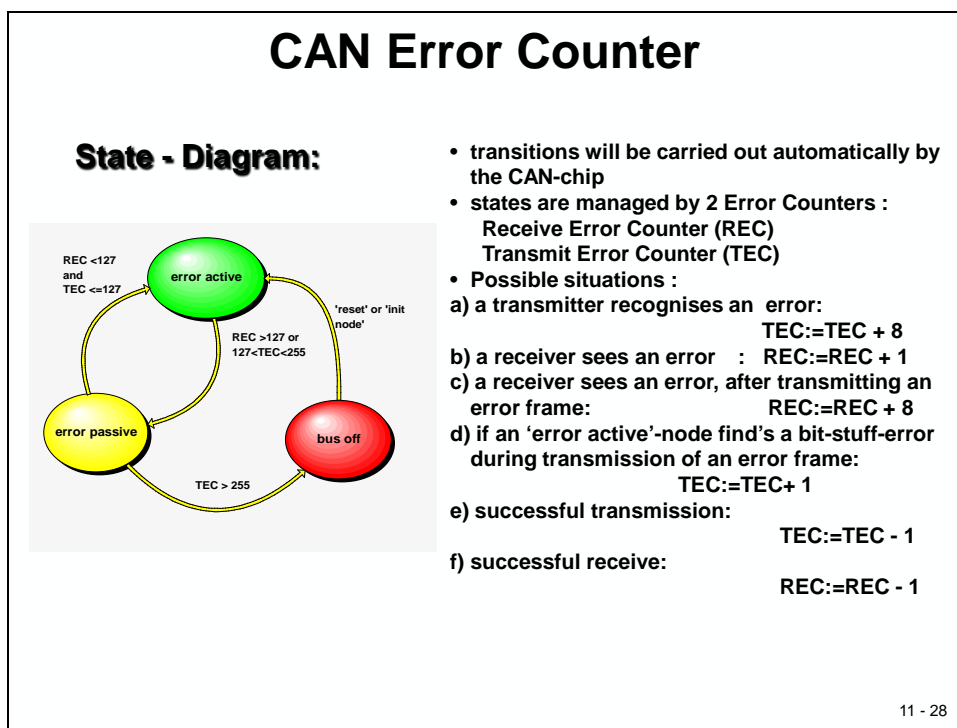 CAN Error Counter
State - Diagram:
REC <127
and
TEC <=127
error active
'reset' or 'init
node'
REC >127 or
127<TEC<255
error passive
bus off
TEC > 255
• transitions will be carried out automatically by
the CAN-chip
• states are managed by 2 Error Counters :
Receive Error Counter (REC)
Transmit Error Counter (TEC)
• Possible situations :
a) a transmitter recognises an error:
TEC:=TEC + 8
b) a receiver sees an error : REC:=REC + 1
c) a receiver sees an error, after transmitting an
error frame: REC:=REC + 8
d) if an ‘error active’-node find’s a bit-stuff-error
during transmission of an error frame:
TEC:=TEC+ 1
e) successful transmission:
TEC:=TEC - 1
f) successful receive:
REC:=REC - 1
11 - 28